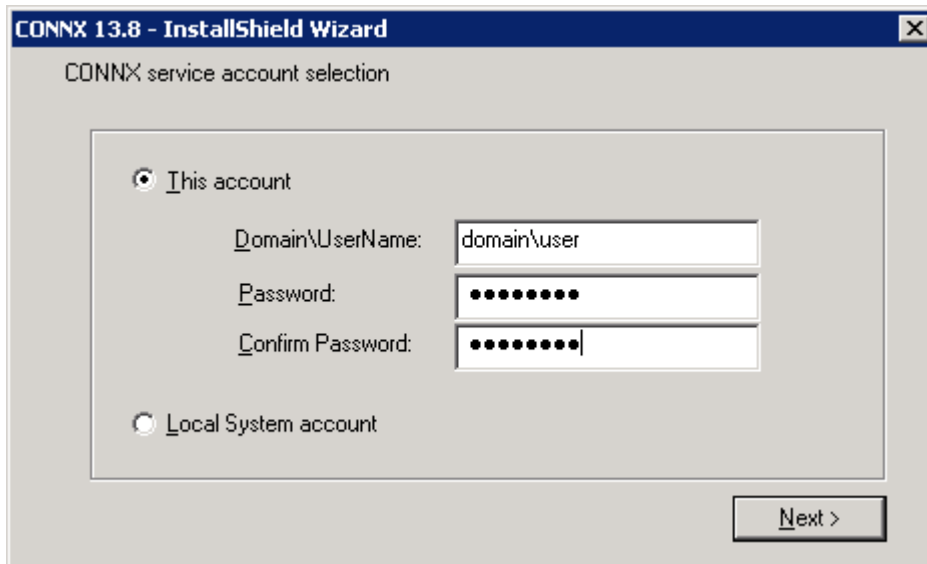 CONNX 13.8 - InstallShield Wizard
CONNX service account selection
This account
Domain\UserName: domain\user
Password: ●●●●●●●●
Confirm Password: ●●●●●●●●
Local System account
Next >